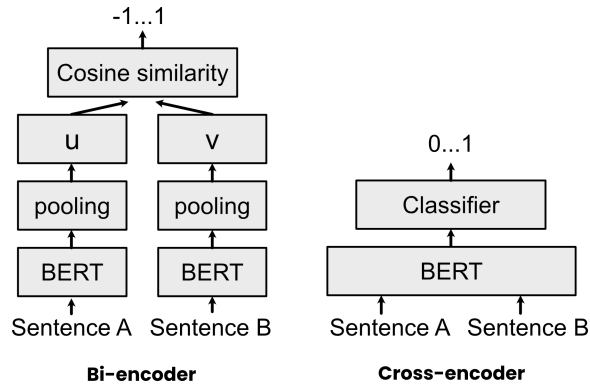 -1...1
Cosine similarity
u
v
pooling
pooling
BERT
BERT
Sentence A
Sentence B
Bi-encoder
0...1
Classifier
BERT
Sentence A
Sentence B
Cross-encoder